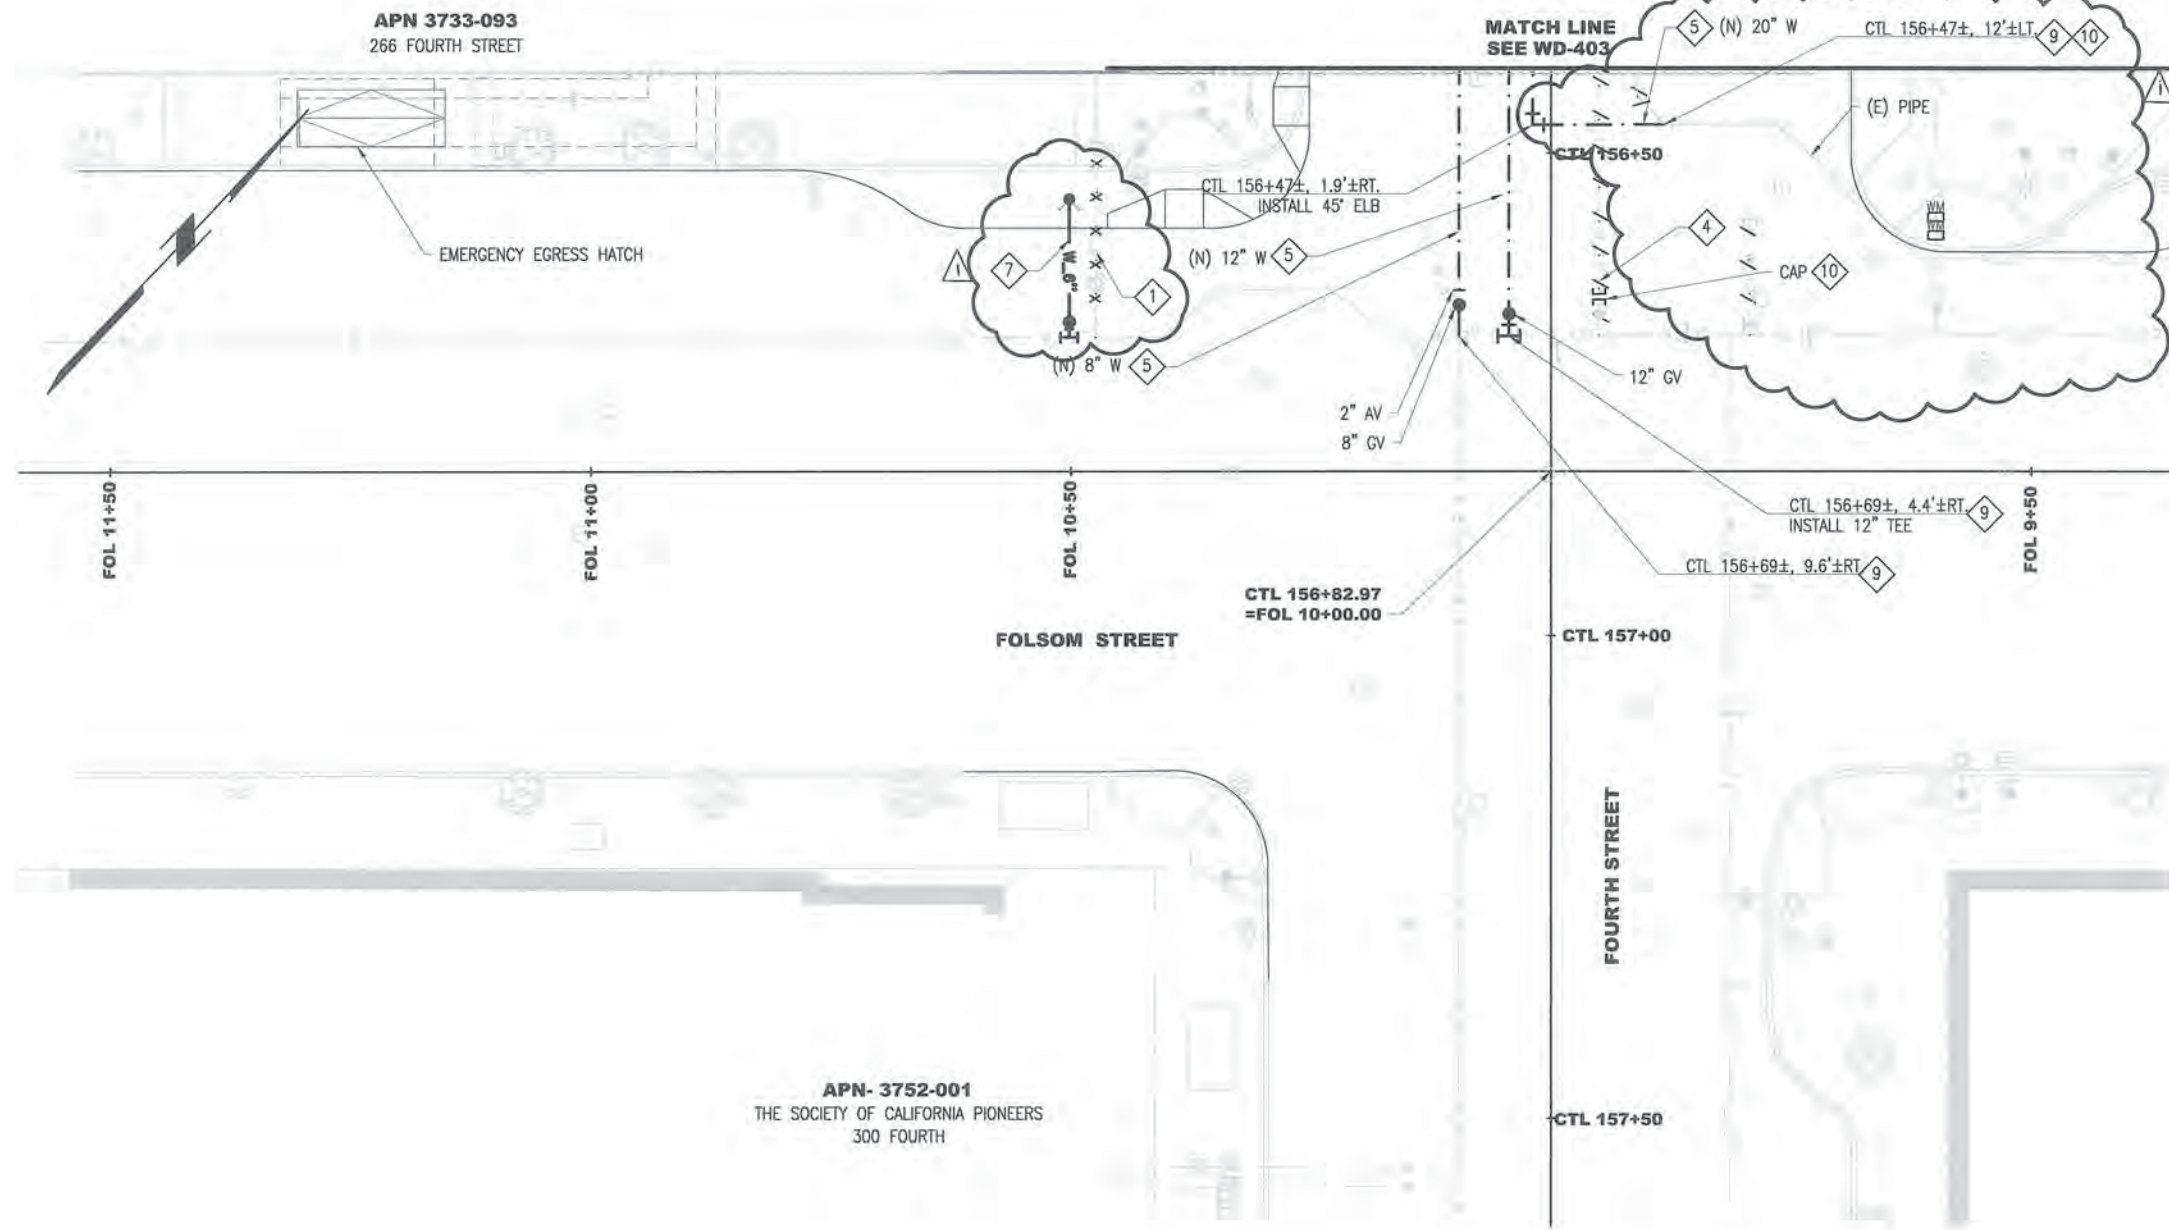 APN 3733-093
266 FOURTH STREET
MATCH LINE
SEE WD-403
5
(N) 20" W
CTL 156+47±, 12'±LT.
9
10
(E) PIPE
CTL 156+50
CTL 156+47±, 1.9'±RT.
INSTALL 45° ELB
WM
WM
EMERGENCY EGRESS HATCH
1
7
W_6"
1
(N) 12" W
5
4
CAP
10
(N) 8" W
5
12" GV
2" AV
8" GV
FOL 11+50
FOL 11+00
FOL 10+50
FOL 9+50
CTL 156+69±, 4.4'±RT.
INSTALL 12" TEE
9
CTL 156+69±, 9.6'±RT
9
CTL 156+82.97
=FOL 10+00.00
FOLSOM STREET
CTL 157+00
FOURTH STREET
APN- 3752-001
THE SOCIETY OF CALIFORNIA PIONEERS
300 FOURTH
CTL 157+50